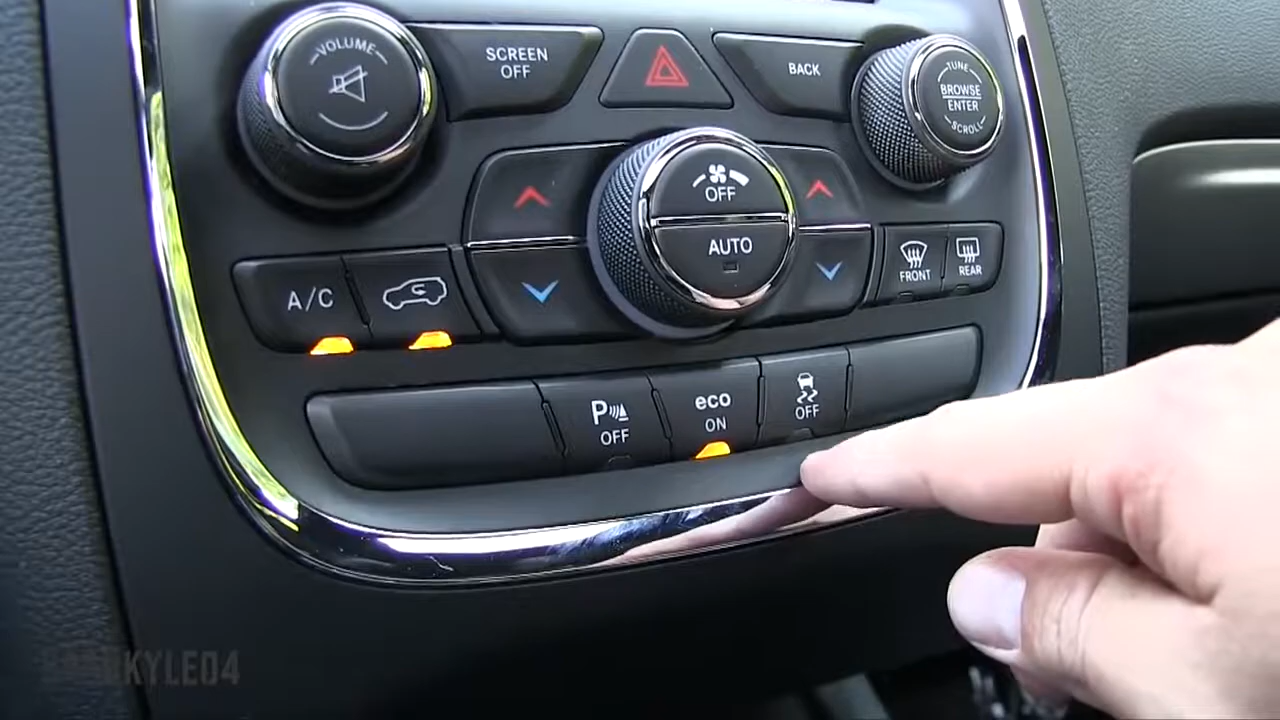 VOLUME
SCREEN
OFF
BACK
TUNE
BROWSE
ENTER
SCROLL
OFF
AUTO
A/C
FRONT
REAR
P
OFF
eco
ON
OFF